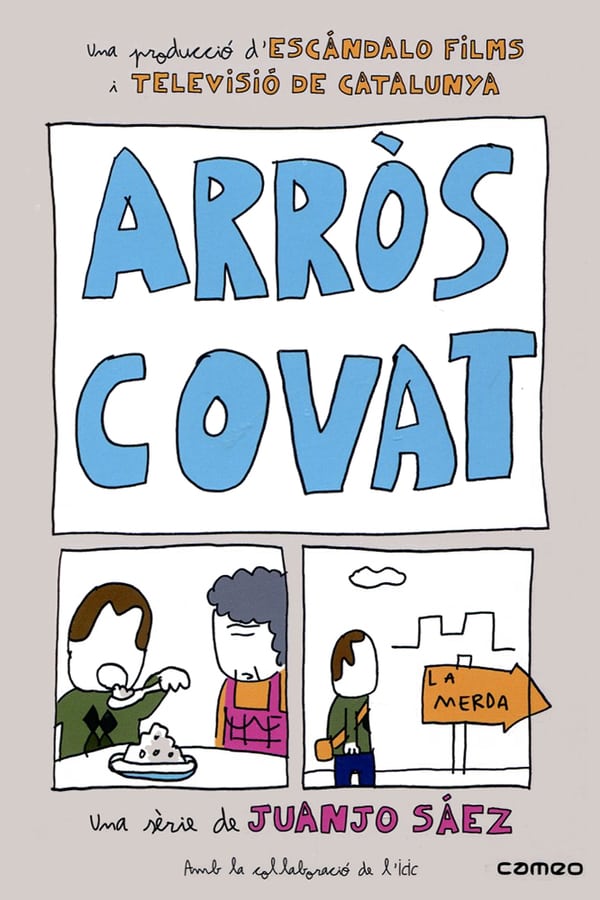 Una producció d'ESCÁNDALO FILMS
i TELEVISIÓ DE CATALUNYA
ARRÒS
COVAT
LA
MERDA
Una sèrie de JUANJO SÁEZ
Amb la col·laboració de l'icic
cameo